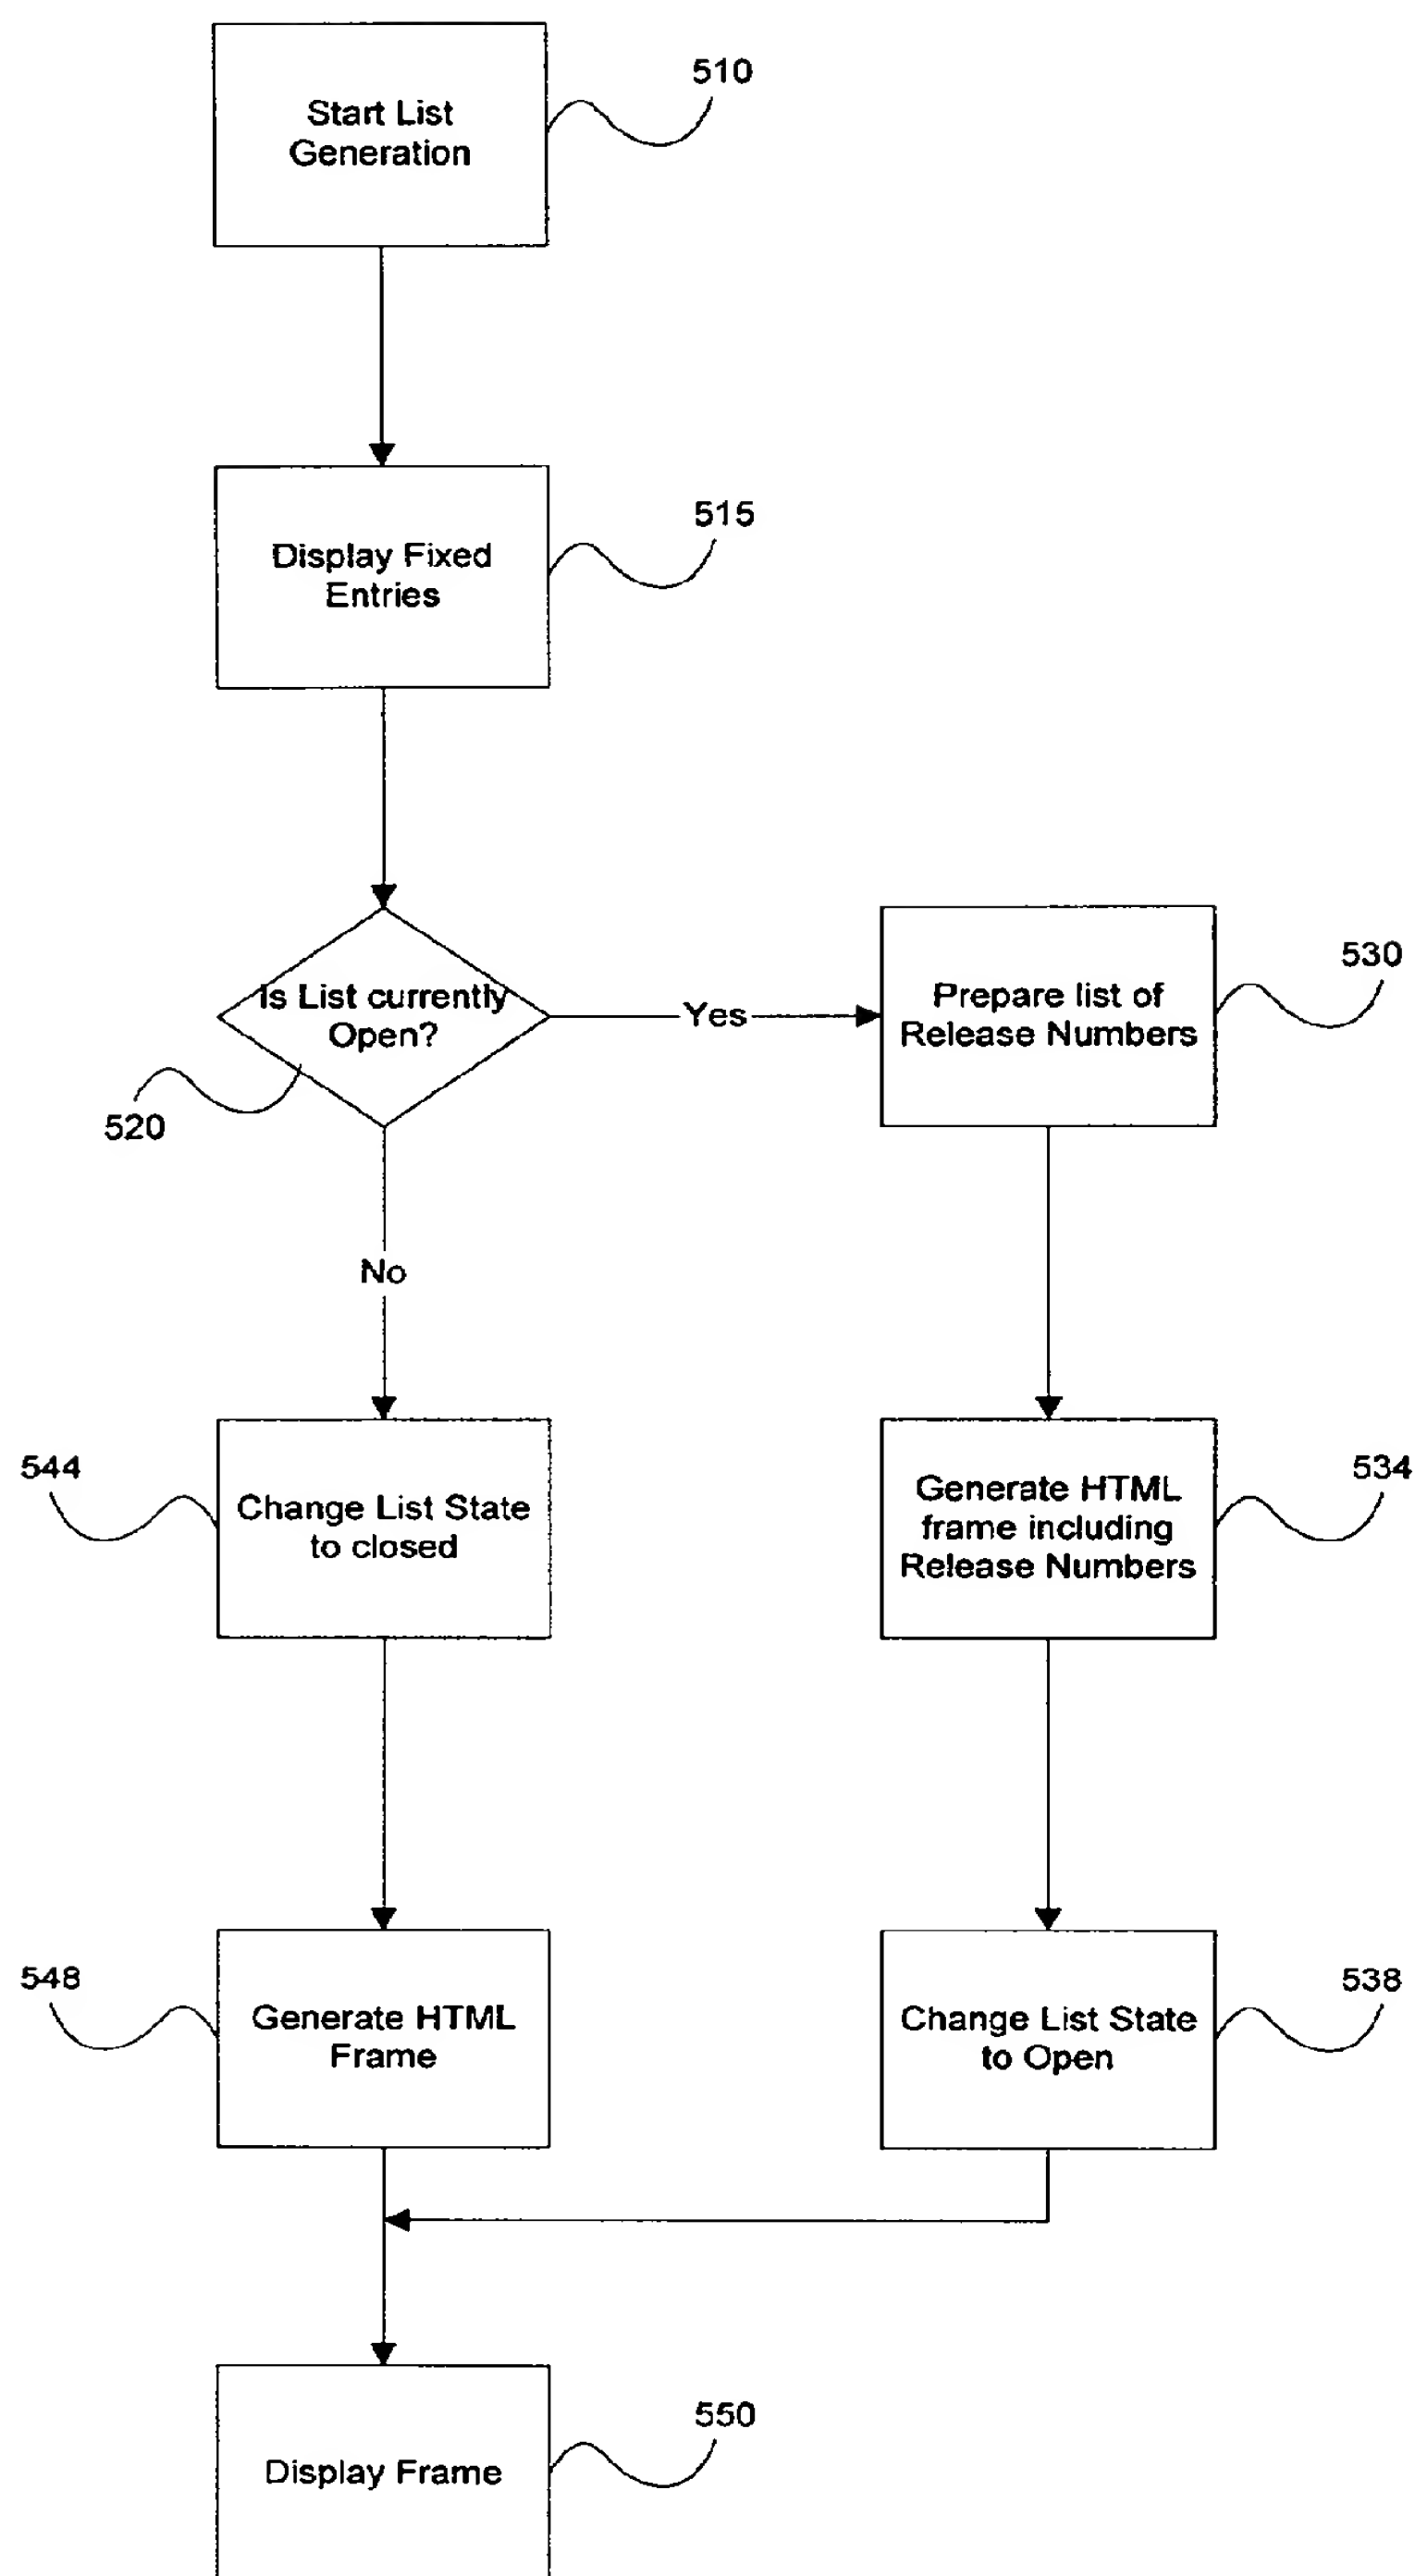 510
Start List
Generation
515
Display Fixed
Entries
530
Is List currently
Open?
Yes
Prepare list of
Release Numbers
520
No
544
Change List State
to closed
534
Generate HTML
frame including
Release Numbers
548
Generate HTML
Frame
538
Change List State
to Open
550
Display Frame